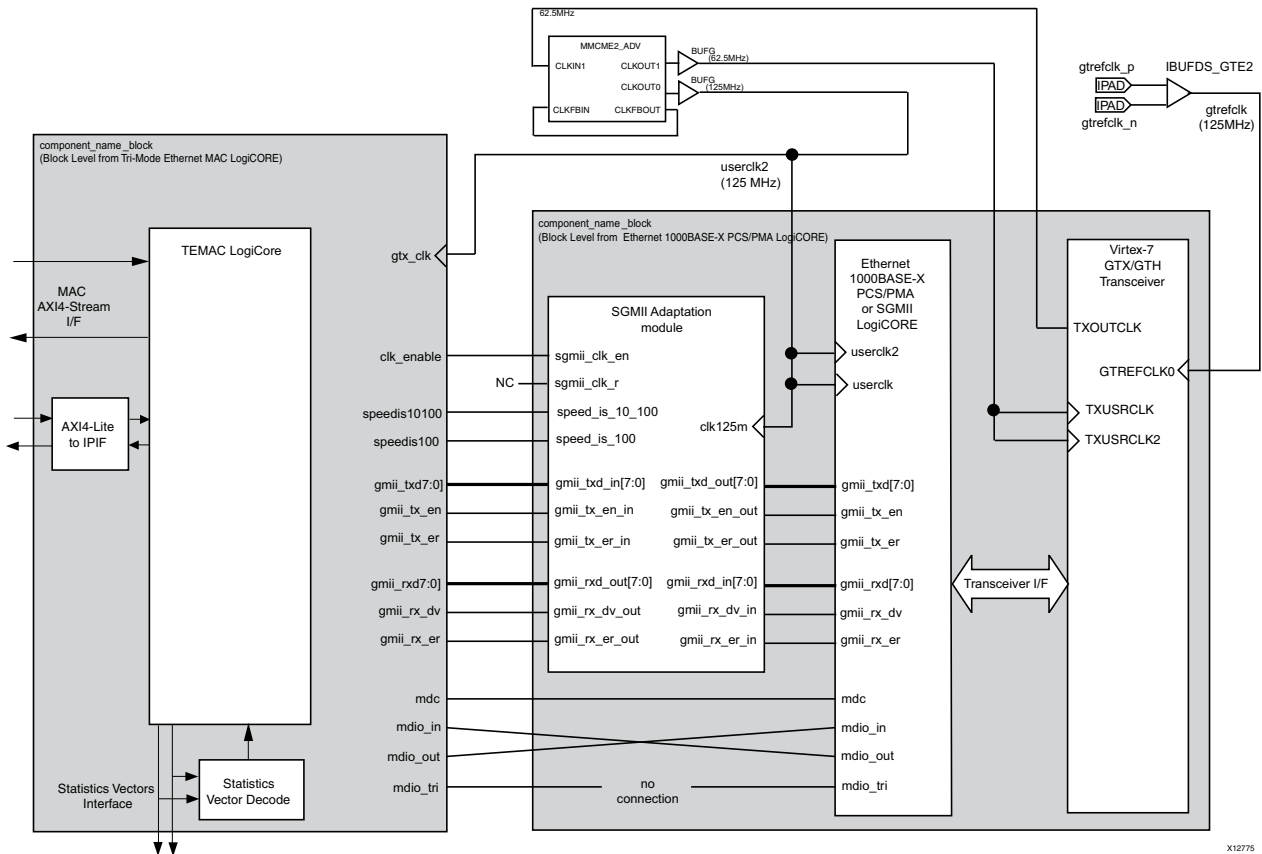 62.5MHz
MMCME2_ADV
CLKIN1
CLKOUT1
CLKOUT0
CLKFBIN
CLKFBOUT
BUFG
(62.5MHz)
BUFG
(125MHz)
gtrefclk_p
IPAD
IPAD
gtrefclk_n
IBUFDS_GTE2
gtrefclk
(125MHz)
userclk2
(125 MHz)
component_name_block
(Block Level from Tri-Mode Ethernet MAC LogiCORE)
TEMAC LogiCore
MAC
AXI4-Stream
I/F
AXI4-Lite
to IPIF
Statistics Vectors
Interface
Statistics
Vector Decode
gtx_clk
clk_enable
speedis10100
speedis100
gmii_txd7:0]
gmii_tx_en
gmii_tx_er
gmii_rxd7:0]
gmii_rx_dv
gmii_rx_er
mdc
mdio_in
mdio_out
mdio_tri
NC
no
connection
component_name_block
(Block Level from Ethernet 1000BASE-X PCS/PMA LogiCORE)
SGMII Adaptation
module
sgmii_clk_en
sgmii_clk_r
speed_is_10_100
speed_is_100
clk125m
gmii_txd_in[7:0]
gmii_txd_out[7:0]
gmii_tx_en_in
gmii_tx_en_out
gmii_tx_er_in
gmii_tx_er_out
gmii_rxd_out[7:0]
gmii_rxd_in[7:0]
gmii_rx_dv_out
gmii_rx_dv_in
gmii_rx_er_out
gmii_rx_er_in
Ethernet
1000BASE-X
PCS/PMA
or SGMII
LogiCORE
userclk2
userclk
gmii_txd[7:0]
gmii_tx_en
gmii_tx_er
gmii_rxd[7:0]
gmii_rx_dv
gmii_rx_er
mdc
mdio_in
mdio_out
mdio_tri
Transceiver I/F
Virtex-7
GTX/GTH
Transceiver
TXOUTCLK
GTREFCLK0
TXUSRCLK
TXUSRCLK2
X12775